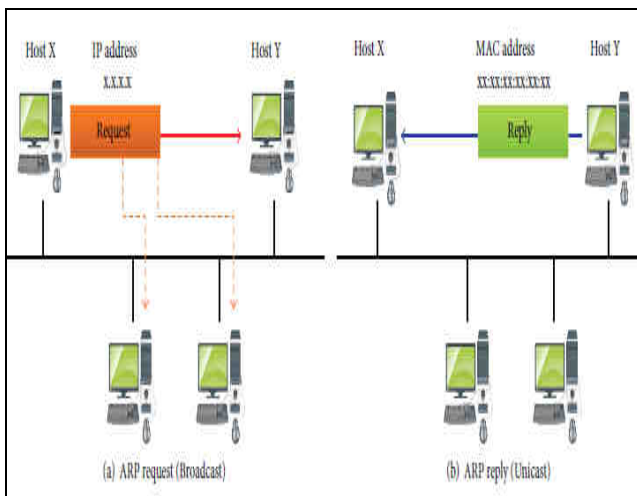 Host X IP address Host Y
X.X.X.X
Request
(a) ARP request (Broadcast)
Host X MAC address Host Y
XX:XX:XX:XX:XX:XX
Reply
(b) ARP reply (Unicast)